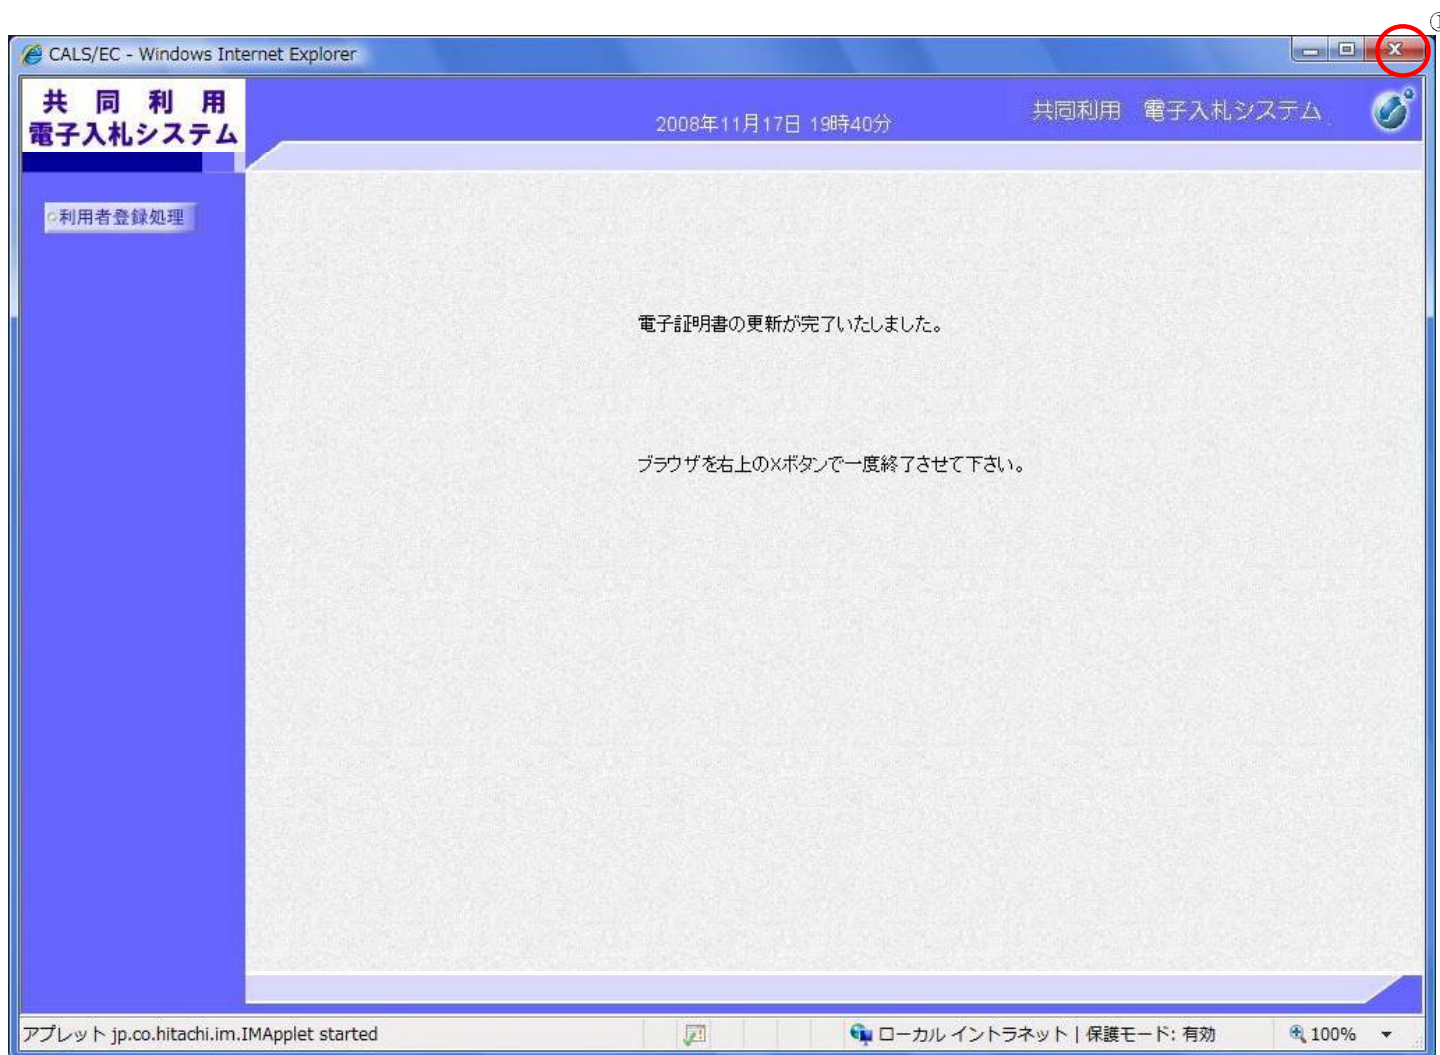 ①
CALS/EC - Windows Internet Explorer
共 同 利 用
電子入札システム
2008年11月17日 19時40分
共同利用 電子入札システム
利用者登録処理
電子証明書の更新が完了いたしました。
ブラウザを右上の×ボタンで一度終了させて下さい。
アプレット jp.co.hitachi.im.IMApplet started
ローカル イントラネット | 保護モード: 有効
100%